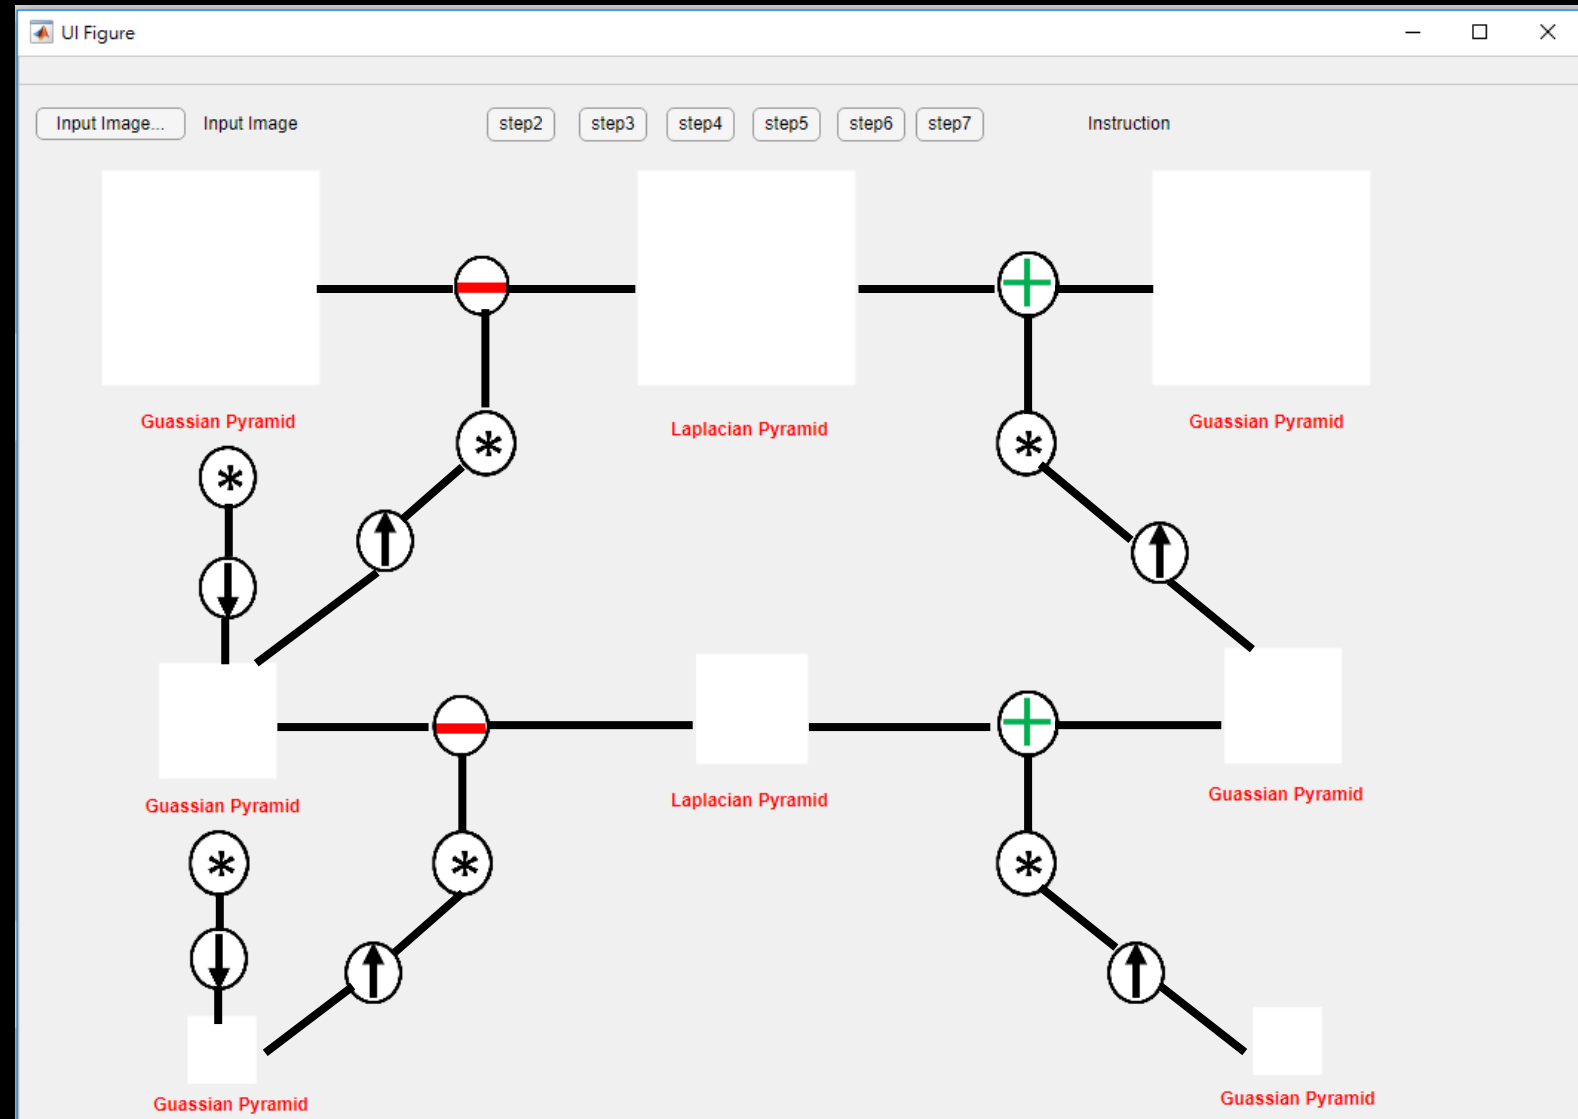 UI Figure
Input Image... Input Image step2 step3 step4 step5 step6 step7 Instruction
Guassian Pyramid Laplacian Pyramid Guassian Pyramid
*
* *
Guassian Pyramid Laplacian Pyramid Guassian Pyramid
* * *
Guassian Pyramid Guassian Pyramid